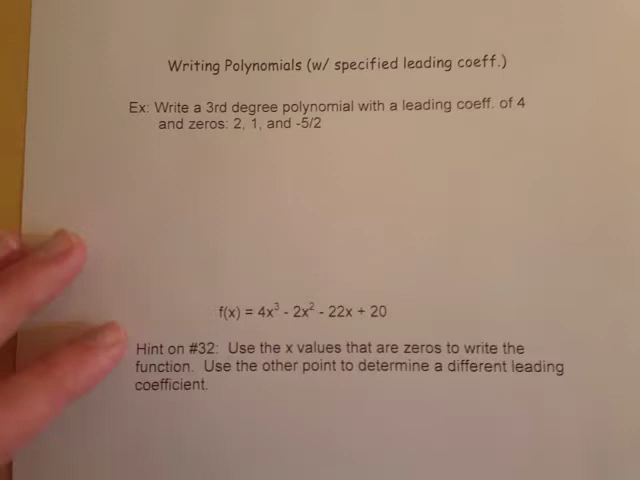 Writing Polynomials (w/ specified leading coeff.)
Ex: Write a 3rd degree polynomial with a leading coeff. of 4
and zeros: 2, 1, and -5/2
f(x) = 4x³ - 2x² - 22x + 20
Hint on #32: Use the x values that are zeros to write the
function. Use the other point to determine a different leading
coefficient.